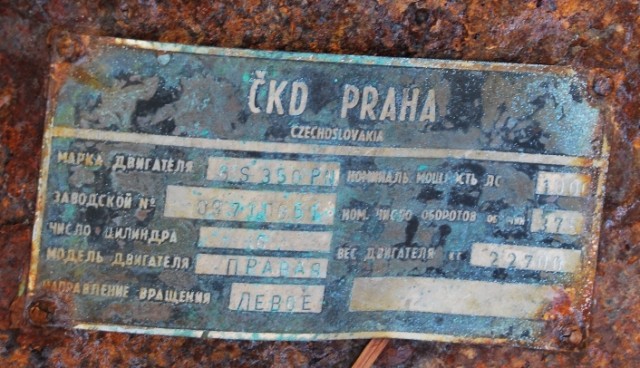 ČKD PRAHA
CZECHOSLOVAKIA
МАРКА ДВИГАТЕЛЯ
НОМИНАЛЬ МОЩНОСТЬ ЛС
ЗАВОДСКОЙ №
НОМ. ЧИСЛО ОБОРОТОВ
ЧИСЛО ЦИЛИНДРА
ВЕС ДВИГАТЕЛЯ КГ 22700
МОДЕЛЬ ДВИГАТЕЛЯ ПРАВАЯ
НАПРАВЛЕНИЕ ВРАЩЕНИЯ ЛЕВОЕ